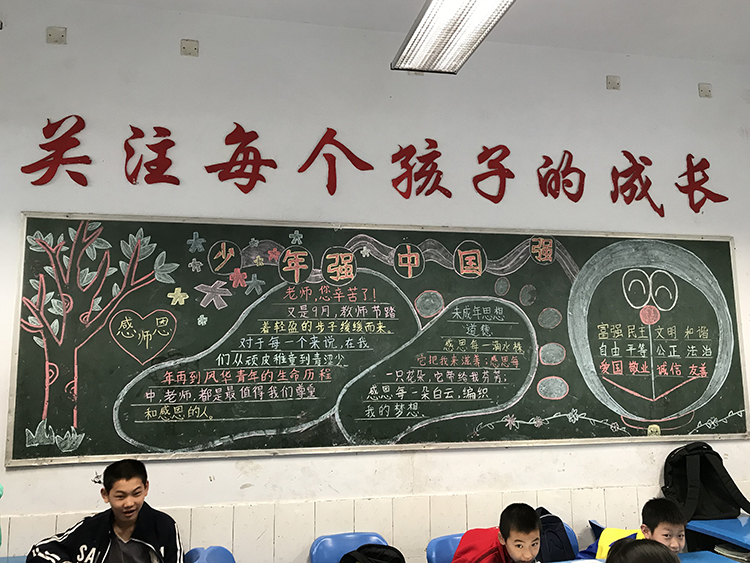 关注每个孩子的成长
少年强中国强
感师恩
老师,您辛苦了!
又是9月,教师节踏
着轻盈的步子缓缓而来
对于每一个来说,在我
们从顽皮稚童到青涩少
年再到风华青年的生命历程
中,老师,都是最值得我们尊重
和感恩的人。
未成年思想
道德
感恩每一滴水核
它把我来滋养;感恩每
一只花朵,它带给我芬芳;
感恩每一朵白云,编织
我的梦想
富强 民主 文明 和谐
自由 平等 公正 法治
爱国 敬业 诚信 友善
SA